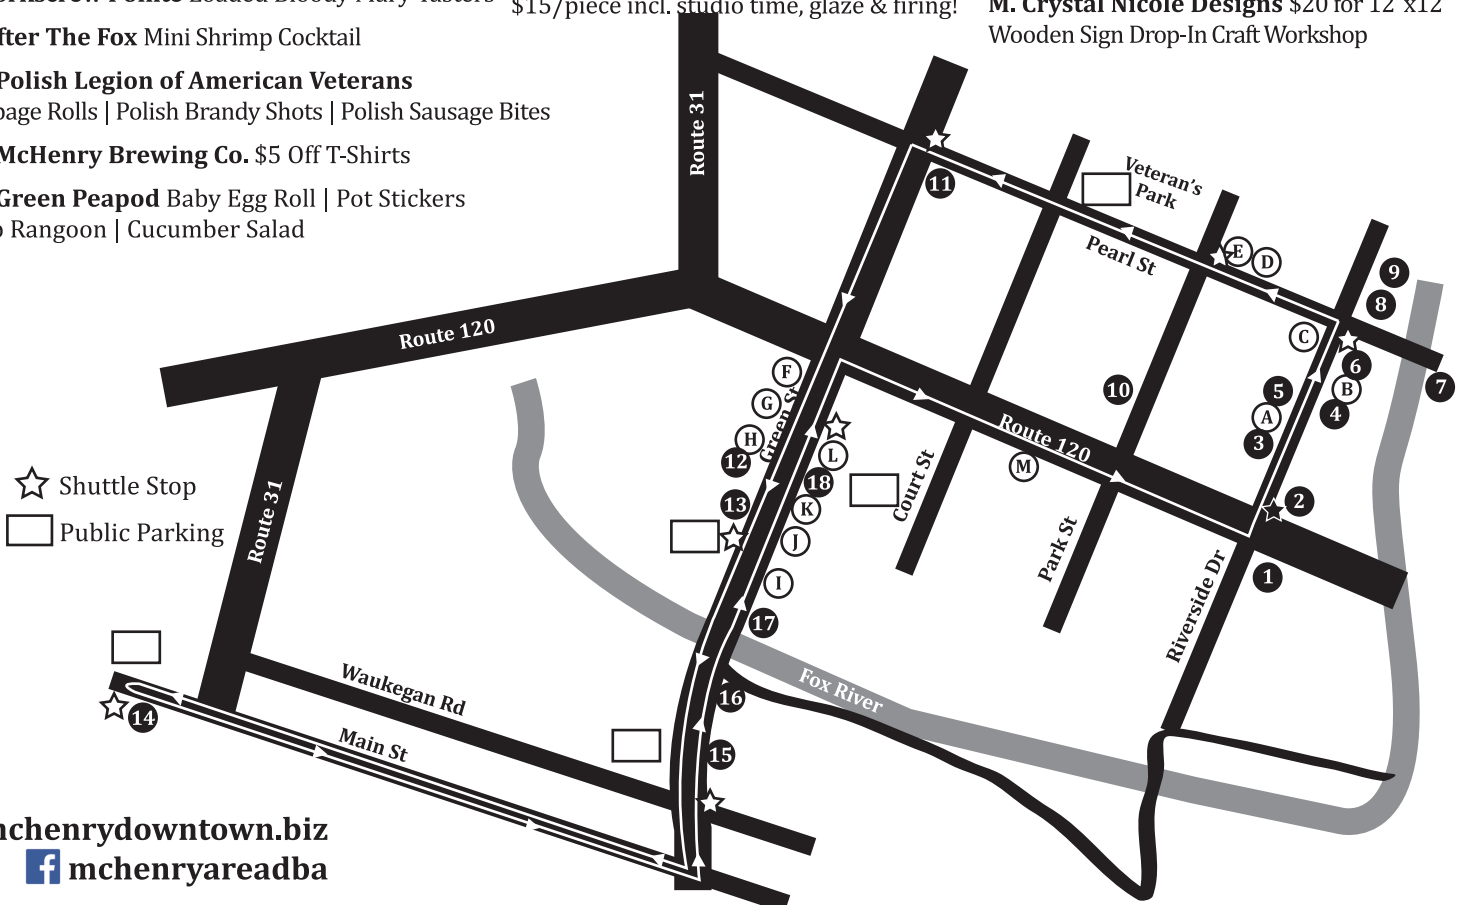 Loaded Bloody Mary Tasters
fter The Fox Mini Shrimp Cocktail
Polish Legion of American Veterans
bage Rolls | Polish Brandy Shots | Polish Sausage Bites
McHenry Brewing Co. $5 Off T-Shirts
Green Peapod Baby Egg Roll | Pot Stickers
Rangoon | Cucumber Salad
$15/piece incl. studio time, glaze & firing!
M. Crystal Nicole Designs $20 for 12"x12"
Wooden Sign Drop-In Craft Workshop
Route 31
11
Veteran's
Park
Pearl St
E
D
9
8
C
6
7
B
5
4
A
3
10
2
1
Route 120
F
G
Green St
H
12
L
18
13
K
J
I
17
Court St
M
Route 120
Park St
Riverside Dr
Shuttle Stop
Public Parking
Route 31
Fox River
16
15
14
Waukegan Rd
Main St
mchenrydowntown.biz
f mchenryareadba